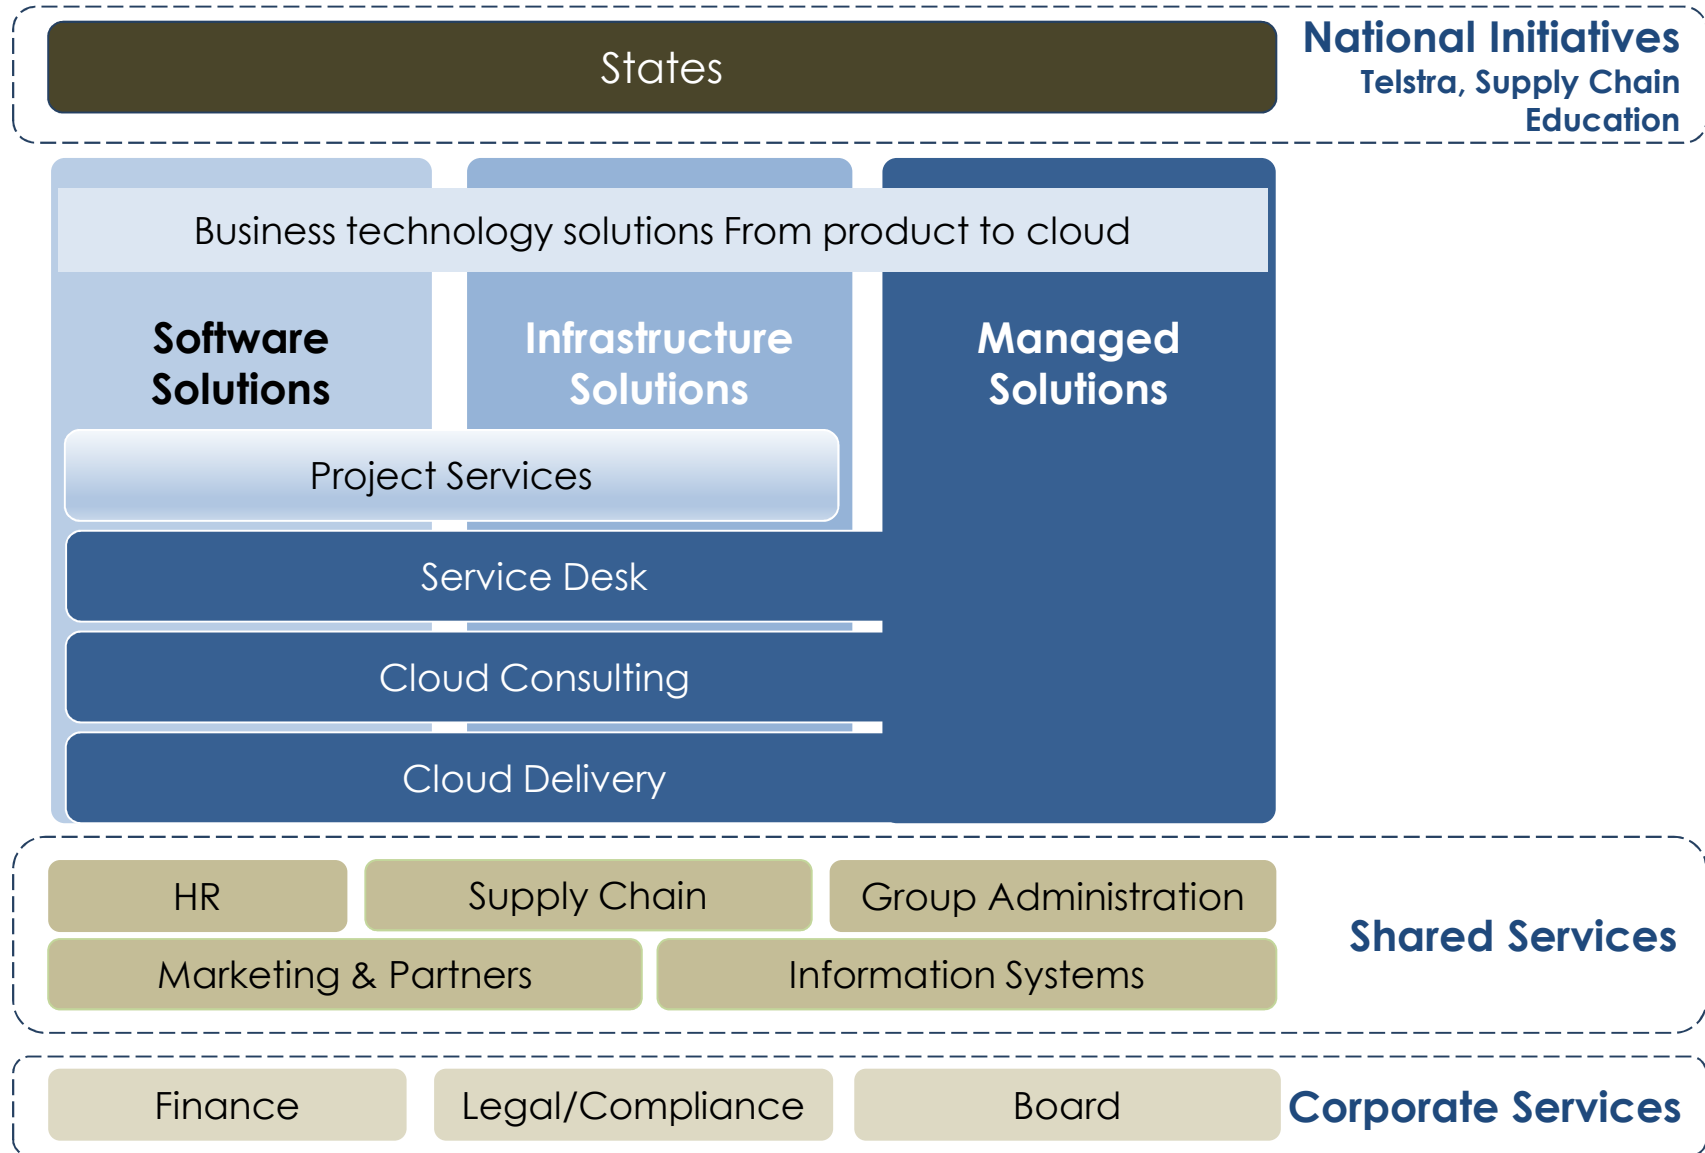 States
National Initiatives
Telstra, Supply Chain
Education
Business technology solutions From product to cloud
Software
Solutions
Infrastructure
Solutions
Managed
Solutions
Project Services
Service Desk
Cloud Consulting
Cloud Delivery
HR
Supply Chain
Group Administration
Marketing & Partners
Information Systems
Shared Services
Finance
Legal/Compliance
Board
Corporate Services